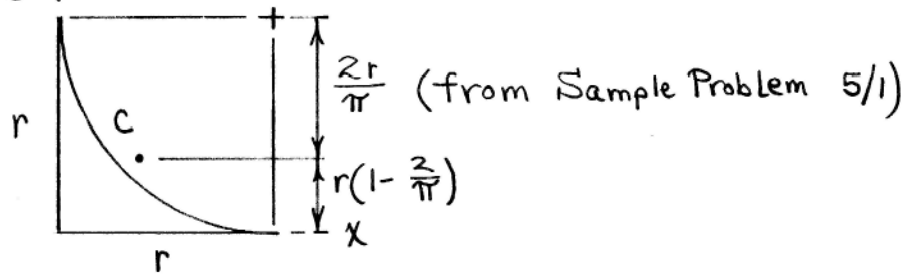 2r/π (from Sample Problem 5/1)
r
C
r(1-2/π)
x
r